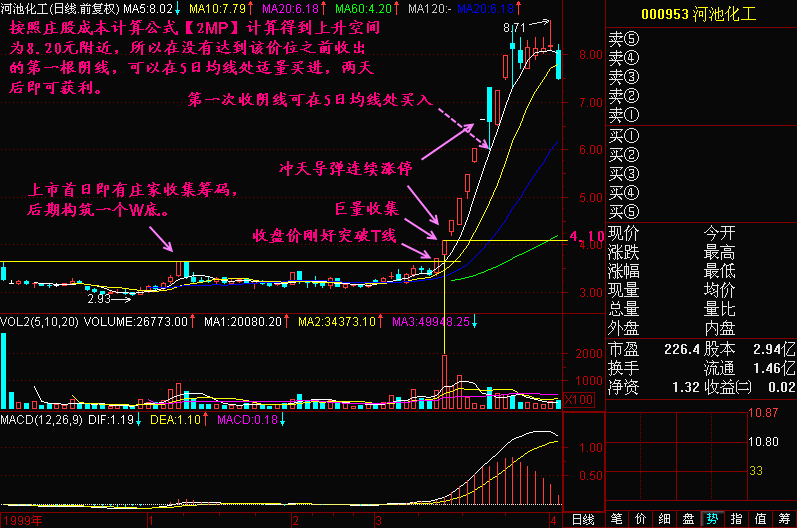 河池化工(日线.前复权) MA5:8.02↓ MA10:7.79↑ MA20:6.18↑ MA60:4.20↑ MA120:- MA20:6.18↑
000953 河池化工
按照庄股成本计算公式【2MP】计算得到上升空间
为8.20元附近，所以在没有达到该价位之前收出
的第一根阴线，可以在5日均线处适量买进，两天
后即可获利。
8.71
8.00
第一次收阴线可在5日均线处买入
7.00
冲天导弹连续涨停
6.00
上市首日即有庄家收集筹码，
后期构筑一个W底。
5.00
巨量收集
收盘价刚好突破T线
4.10
4.00
2.93
3.00
卖⑤
卖④
卖③
卖②
卖①
买①
买②
买③
买④
买⑤
现价 今开
涨跌 最高
涨幅 最低
现量 均价
总量 量比
外盘 内盘
市盈 226.4 股本 2.94亿
换手 流通 1.46亿
净资 1.32 收益㈡ 0.02
VOL2(5,10,20) VOLUME:26773.00↑ MA1:20080.20↑ MA2:34373.10↑ MA3:49948.25↓
2000
1000
X100
MACD(12,26,9) DIF:1.19↓ DEA:1.10↑ MACD:0.18↓
1.00
0.50
10.87
10.80
33
1999年 1 2 3 4 日线
笔 价 细 盘 势 指 值 筹